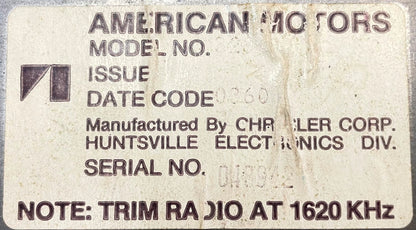 AMERICAN MOTORS
MODEL NO.
ISSUE
DATE CODE 0860
Manufactured By CHRYSLER CORP.
HUNTSVILLE ELECTRONICS DIV.
SERIAL NO.
NOTE: TRIM RADIO AT 1620 KHz